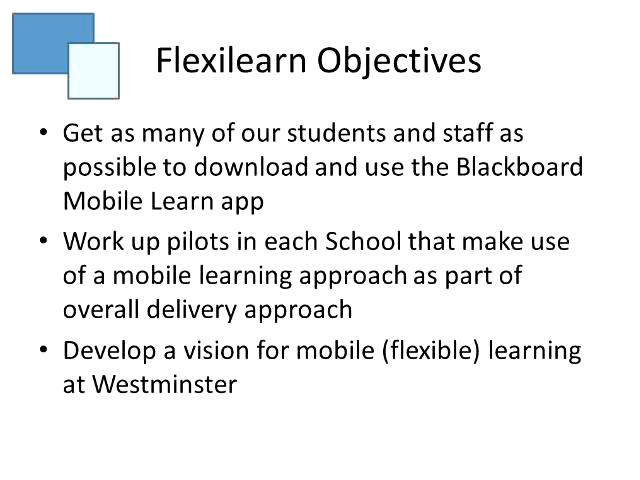 Flexilearn Objectives
• Get as many of our students and staff as
possible to download and use the Blackboard
Mobile Learn app
• Work up pilots in each School that make use
of a mobile learning approach as part of
overall delivery approach
• Develop a vision for mobile (flexible) learning
at Westminster